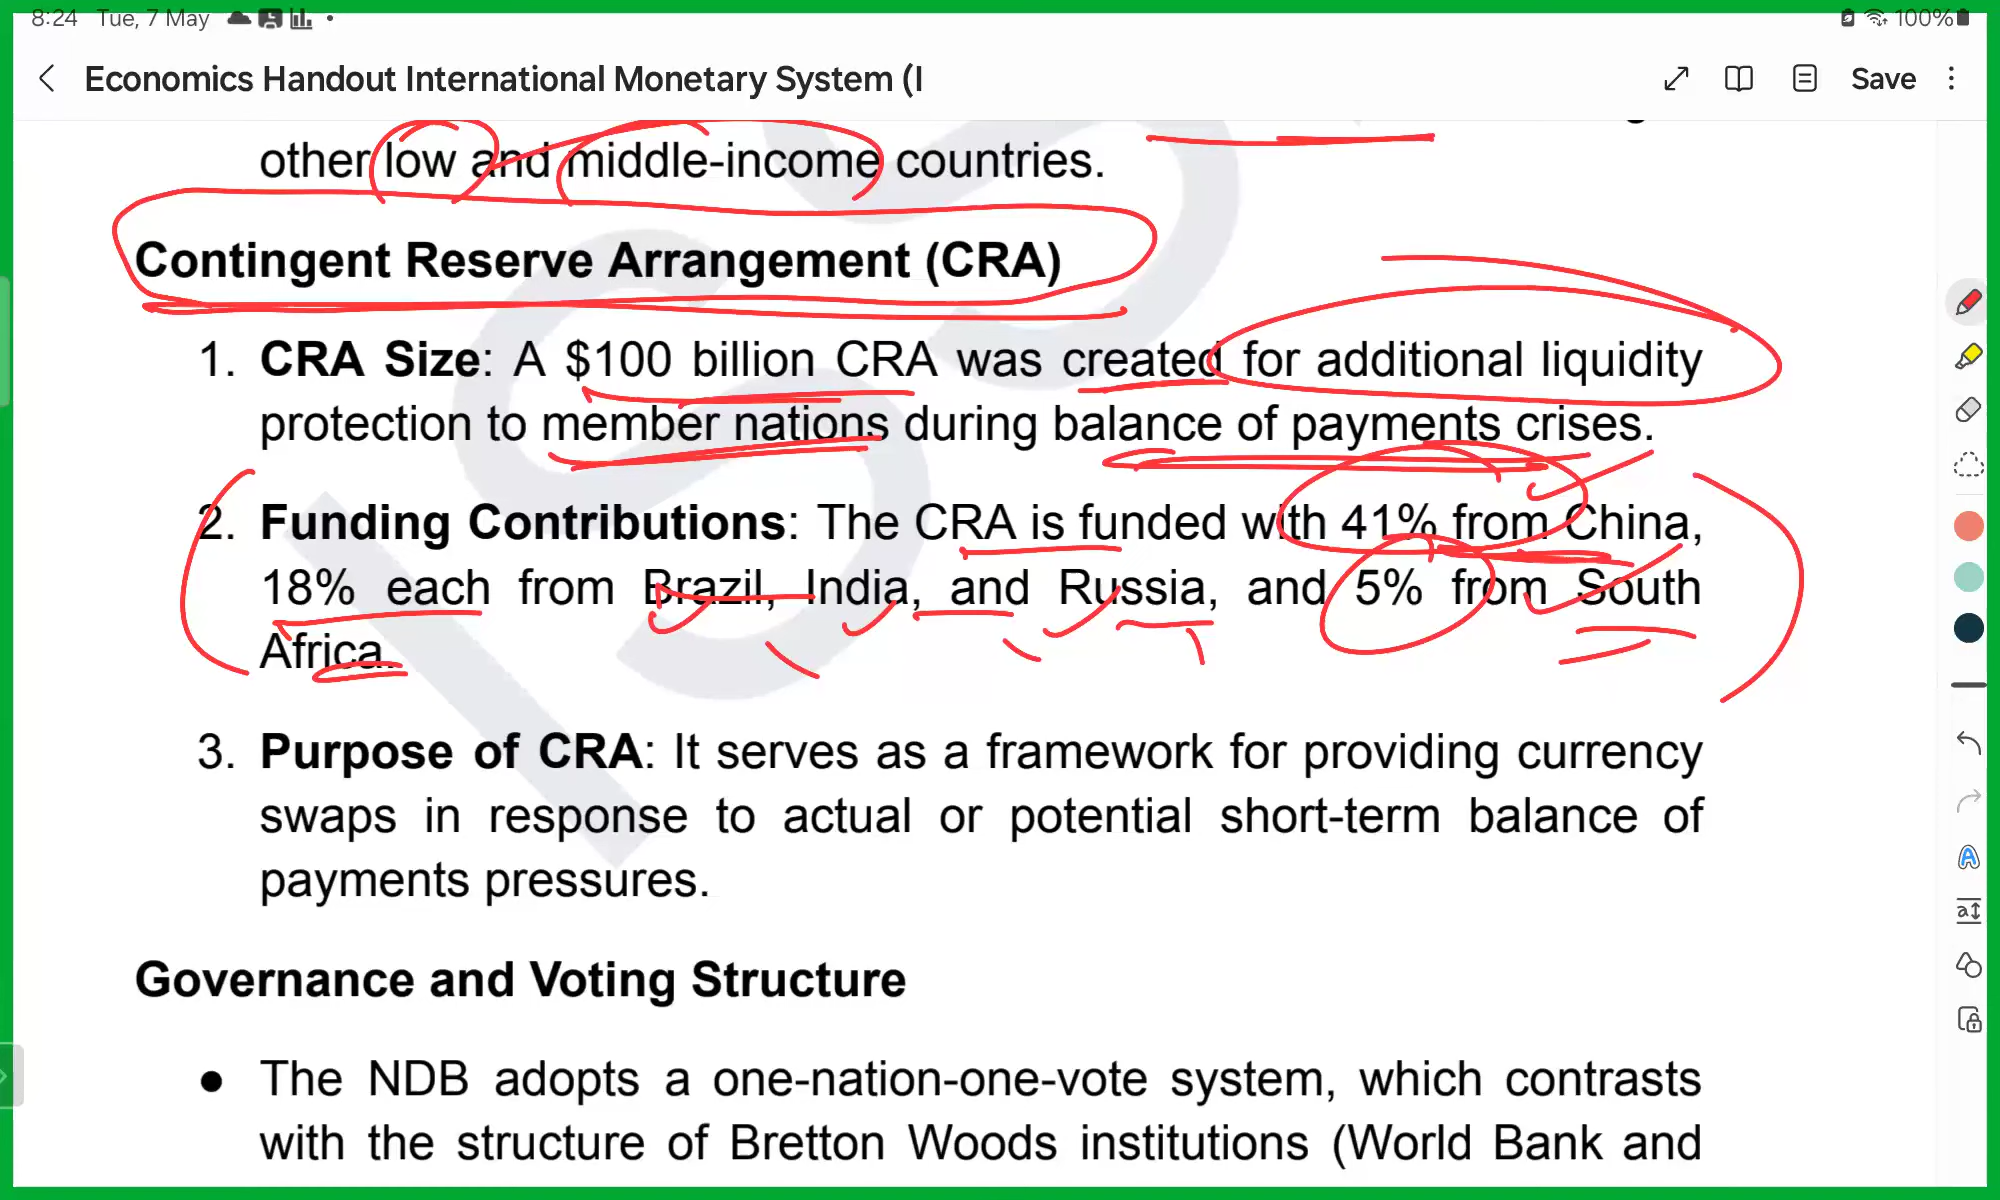 8:24 Tue, 7 May 100%
Economics Handout International Monetary System (I Save
other low and middle-income countries.
Contingent Reserve Arrangement (CRA)
1. CRA Size: A $100 billion CRA was created for additional liquidity
protection to member nations during balance of payments crises.
2. Funding Contributions: The CRA is funded with 41% from China,
18% each from Brazil, India, and Russia, and 5% from South
Africa.
3. Purpose of CRA: It serves as a framework for providing currency
swaps in response to actual or potential short-term balance of
payments pressures.
Governance and Voting Structure
● The NDB adopts a one-nation-one-vote system, which contrasts
with the structure of Bretton Woods institutions (World Bank and